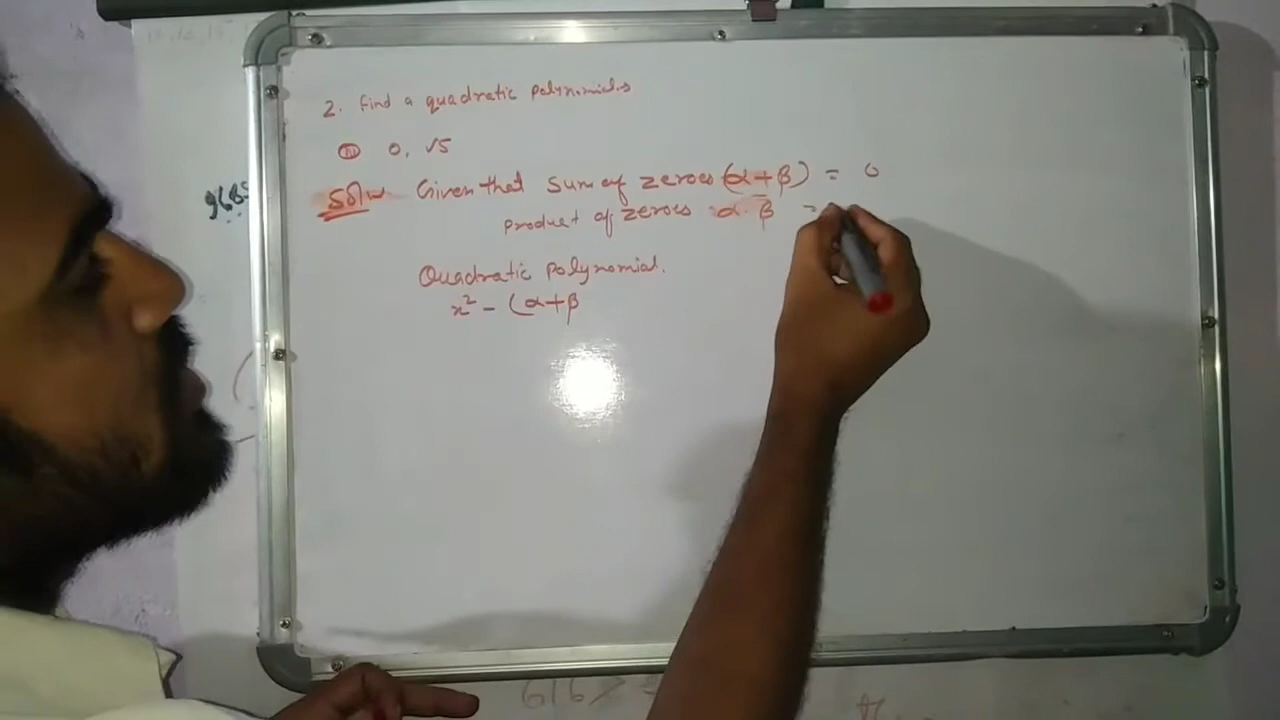 2. Find a quadratic polynomials
(iii) 0, √5
Soln Given that sum of zeroes (α+β) = 0
product of zeroes α.β =
Quadratic polynomial.
x² - (α+β